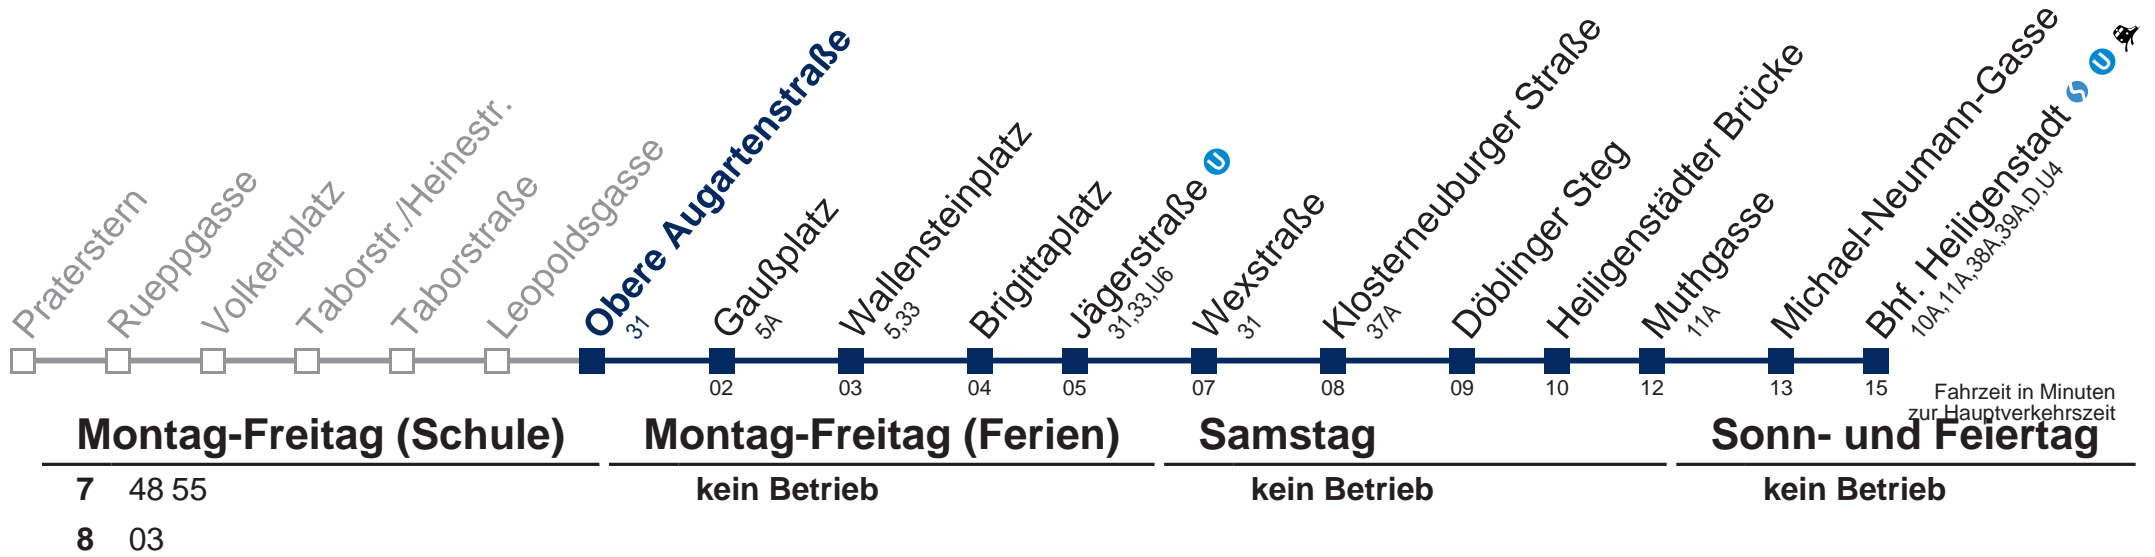 Praterstern
Rueppgasse
Volkertplatz
Taborstr./Heinestr.
Taborstraße
Leopoldsgasse
Obere Augartenstraße
31
Gaußplatz
5A
Wallensteinplatz
5,33
Brigittaplatz
Jägerstraße U
31,33,U6
Wexstraße
31
Klosterneuburger Straße
37A
Döblinger Steg
Heiligenstädter Brücke
Muthgasse
11A
Michael-Neumann-Gasse
Bhf. Heiligenstadt S U
10A,11A,38A,39A,D,U4
02 03 04 05 07 08 09 10 12 13 15
Fahrzeit in Minuten
zur Hauptverkehrszeit
Montag-Freitag (Schule) Montag-Freitag (Ferien) Samstag Sonn- und Feiertag
7 48 55 kein Betrieb kein Betrieb kein Betrieb
8 03